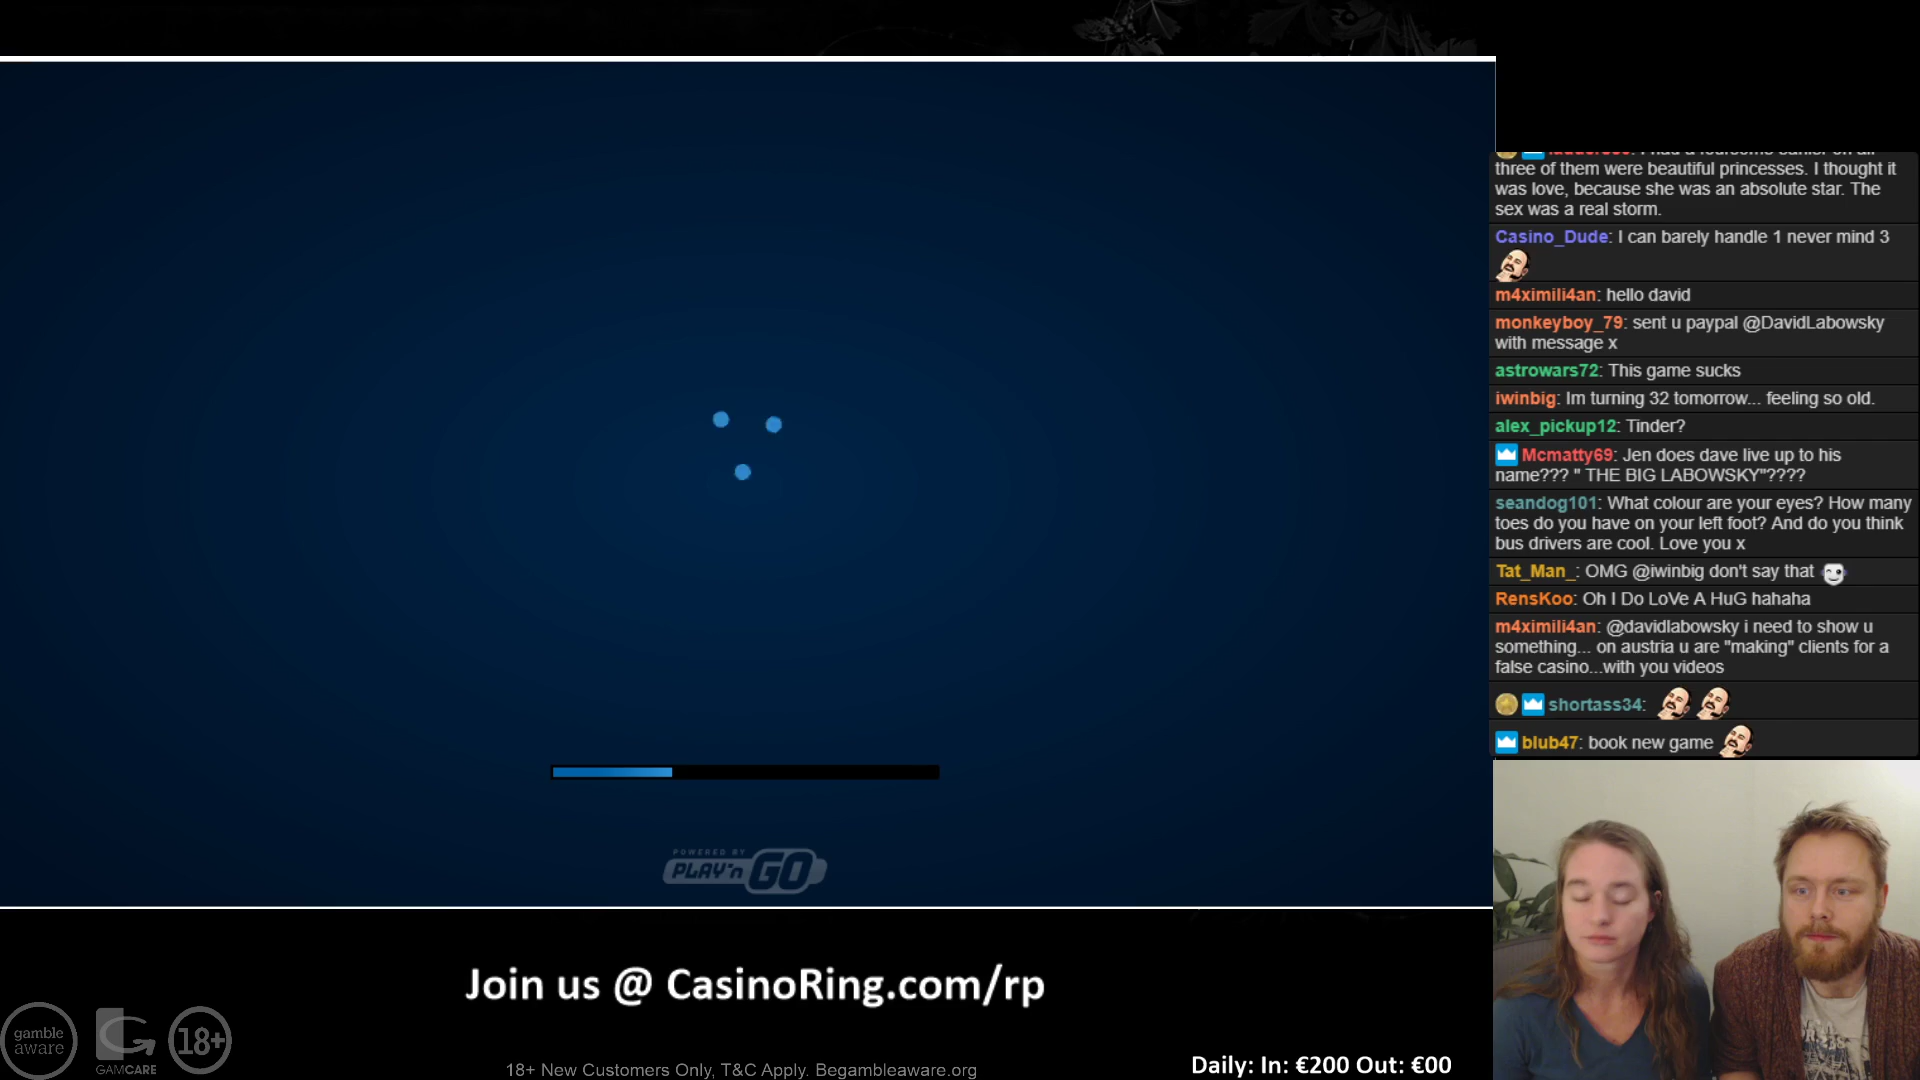 three of them were beautiful princesses. I thought it
was love, because she was an absolute star. The
sex was a real storm.
Casino_Dude: I can barely handle 1 never mind 3
m4ximili4an: hello david
monkeyboy_79: sent u paypal @DavidLabowsky
with message x
astrowars72: This game sucks
iwinbig: Im turning 32 tomorrow... feeling so old.
alex_pickup12: Tinder?
Mcmatty69: Jen does dave live up to his
name??? " THE BIG LABOWSKY"????
seandog101: What colour are your eyes? How many
toes do you have on your left foot? And do you think
bus drivers are cool. Love you x
Tat_Man_: OMG @iwinbig don't say that
RensKoo: Oh I Do LoVe A HuG hahaha
m4ximili4an: @davidlabowsky i need to show u
something... on austria u are "making" clients for a
false casino...with you videos
shortass34:
blub47: book new game
POWERED BY
PLAY'n GO
Join us @ CasinoRing.com/rp
gamble
aware
GAMCARE
18+
18+ New Customers Only, T&C Apply. Begambleaware.org
Daily: In: €200 Out: €00